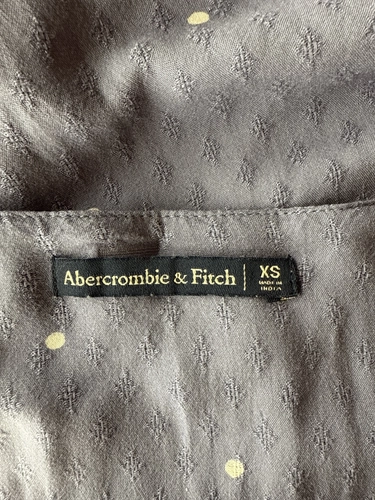 Abercrombie & Fitch | XS
MADE IN
INDIA